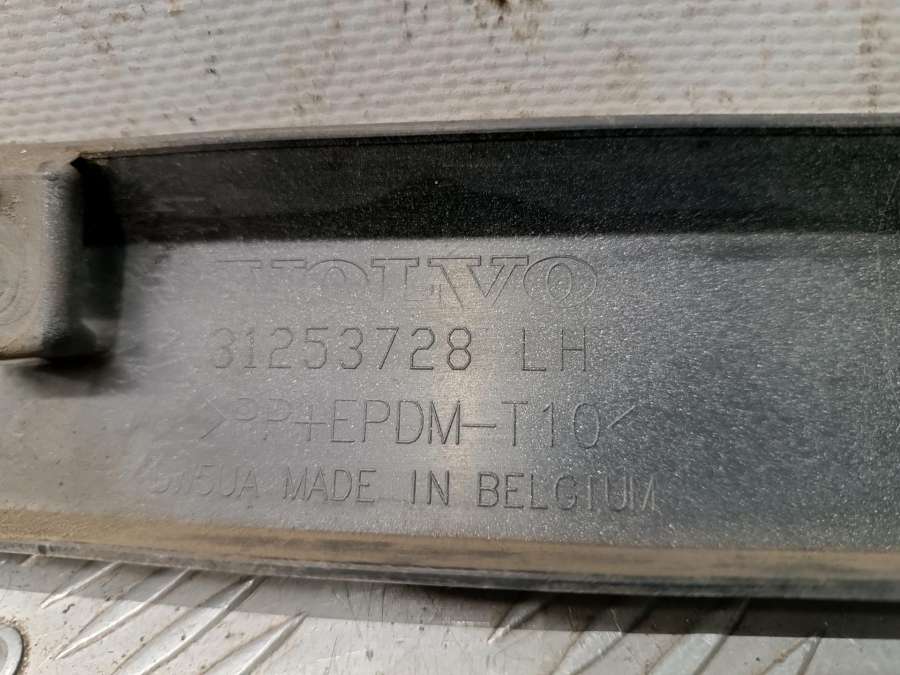 VOLVO
31253728 LH
>PP+EPDM-T10<
MADE IN BELGIUM